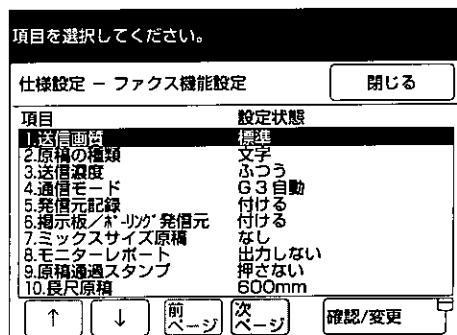 項目を選択してください。
仕様設定 － ファクス機能設定 閉じる
項目 設定状態
1.送信画質 標準
2.原稿の種類 文字
3.送信濃度 ふつう
4.通信モード G3自動
5.発信元記録 付ける
6.掲示板／ﾎﾟｰﾘﾝｸﾞ発信元 付ける
7.ミックスサイズ原稿 なし
8.モニターレポート 出力しない
9.原稿通過スタンプ 押さない
10.長尺原稿 600mm
↑ ↓ 前ページ 次ページ 確認/変更